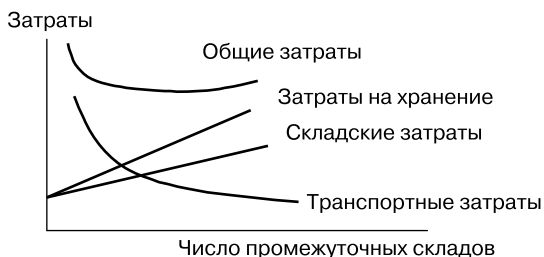 Затраты
Общие затраты
Затраты на хранение
Складские затраты
Транспортные затраты
Число промежуточных складов